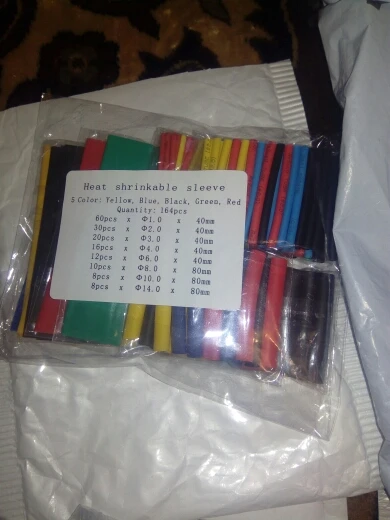 Heat shrinkable sleeve
5 Color: Yellow, Blue, Black, Green, Red
Quantity: 164pcs
60pcs x Φ1.0 x 40mm
30pcs x Φ2.0 x 40mm
20pcs x Φ3.0 x 40mm
16pcs x Φ4.0 x 40mm
12pcs x Φ6.0 x 40mm
10pcs x Φ8.0 x 80mm
8pcs x Φ10.0 x 80mm
8pcs x Φ14.0 x 80mm